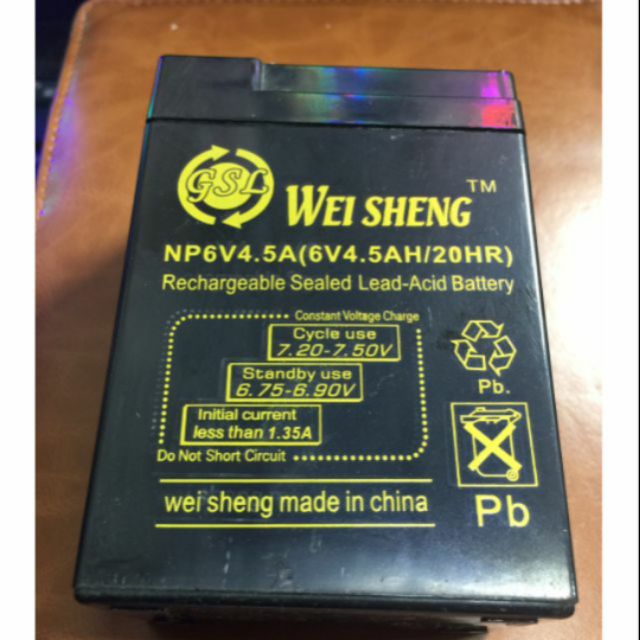 GSL
WEI SHENG TM
NP6V4.5A(6V4.5AH/20HR)
Rechargeable Sealed Lead-Acid Battery
Constant Voltage Charge
Cycle use
7.20-7.50V
Standby use
6.75-6.90V
Initial current
less than 1.35A
Do Not Short Circuit
Pb.
wei sheng made in china
Pb